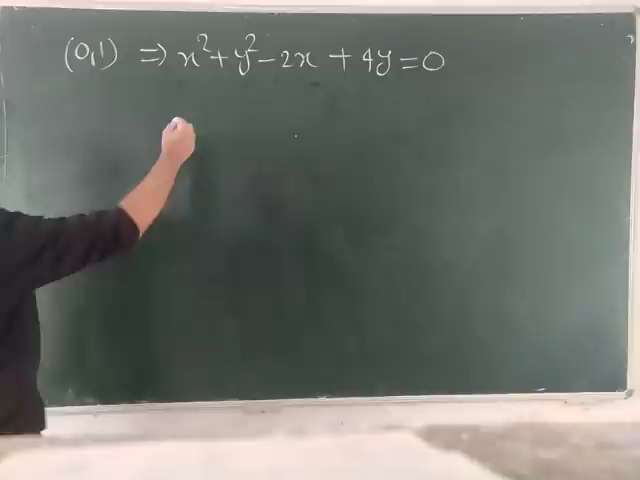 (0,1) ⇒ x² + y² - 2x + 4y = 0